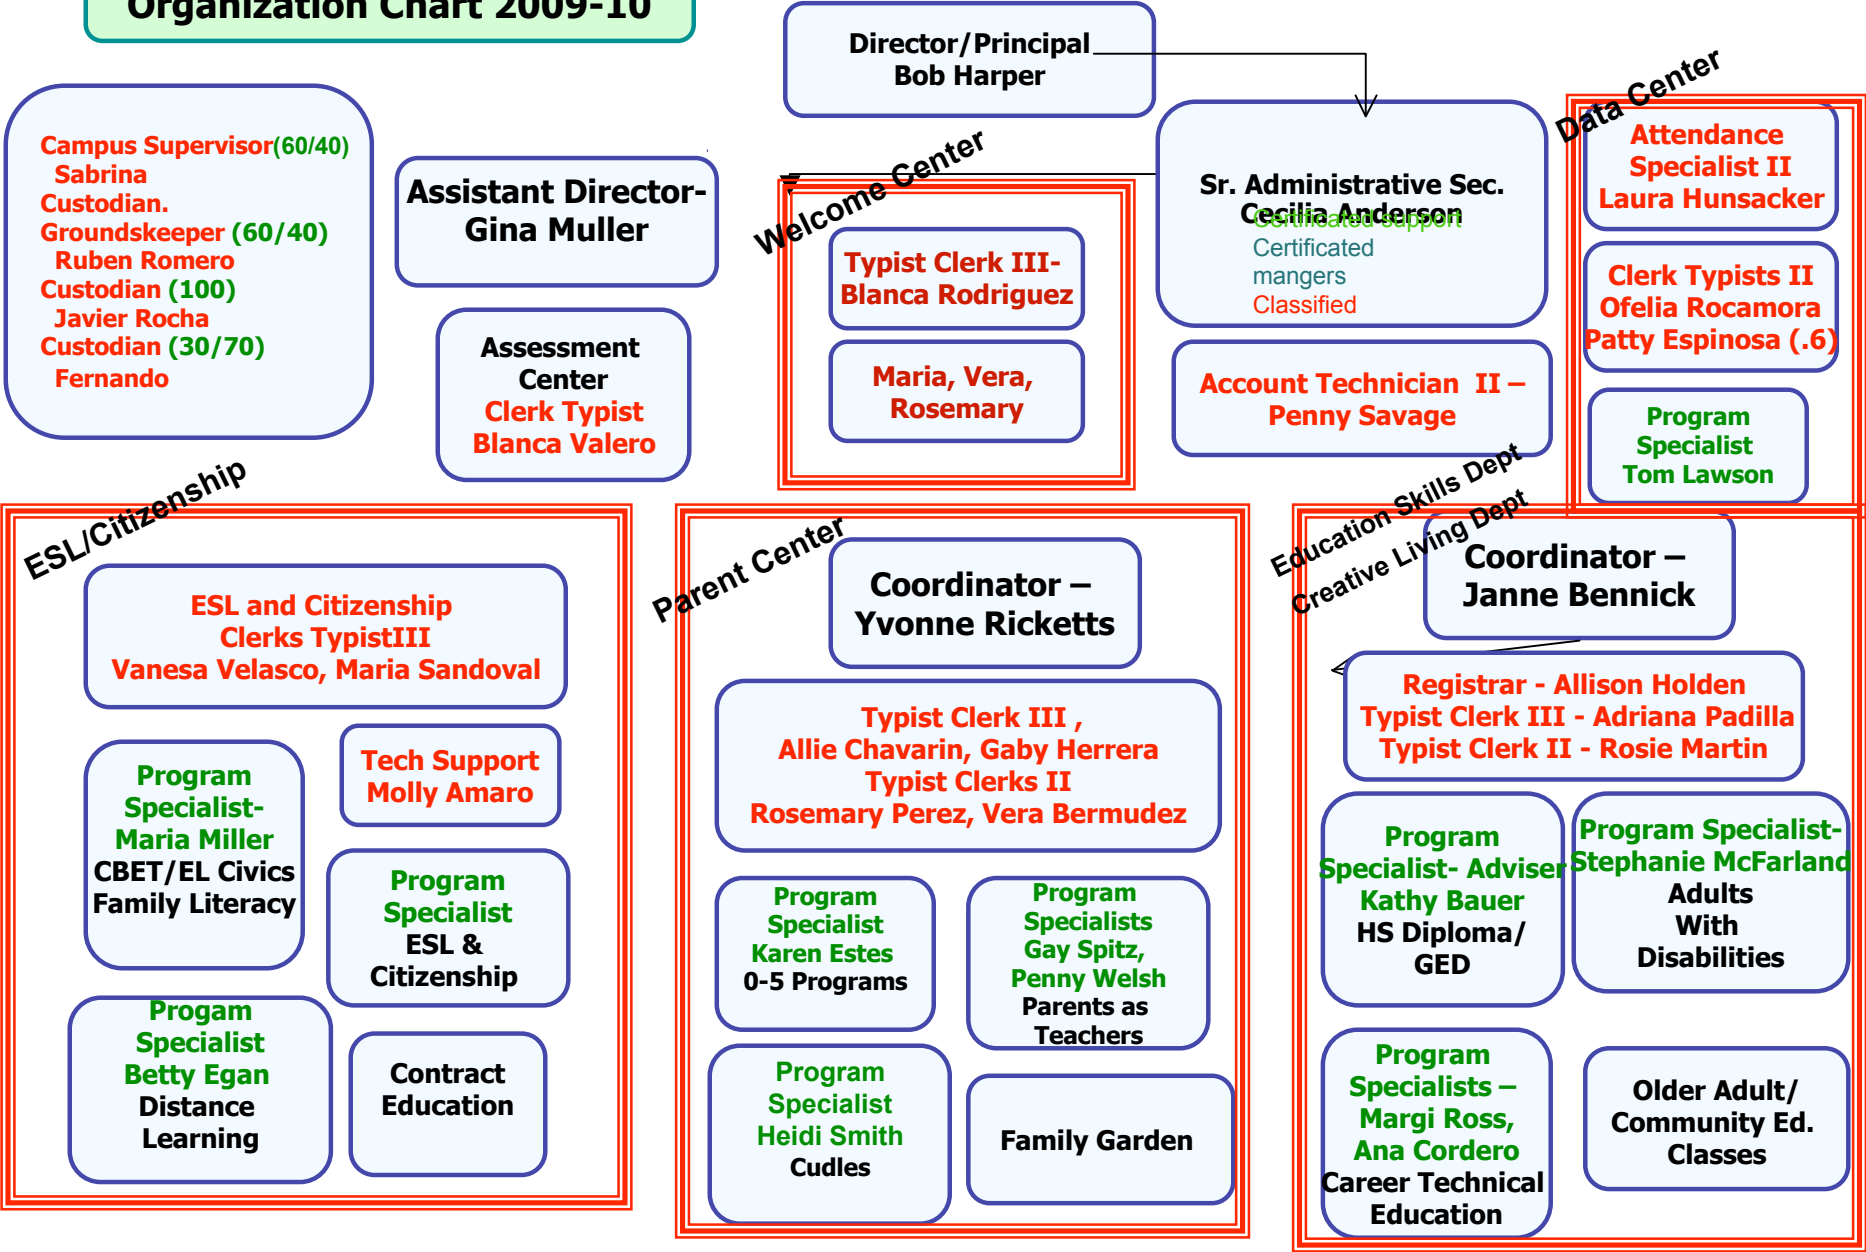 Organization Chart 2009-10
Director/Principal
Bob Harper
Campus Supervisor(60/40)
Sabrina
Custodian.
Groundskeeper (60/40)
Ruben Romero
Custodian (100)
Javier Rocha
Custodian (30/70)
Fernando
Assistant Director-
Gina Muller
Assessment
Center
Clerk Typist
Blanca Valero
Welcome Center
Typist Clerk III-
Blanca Rodriguez
Maria, Vera,
Rosemary
Sr. Administrative Sec.
Cecilia Anderson
Certificated support
Certificated
mangers
Classified
Account Technician  II –
Penny Savage
Data Center
Attendance
Specialist II
Laura Hunsacker
Clerk Typists II
Ofelia Rocamora
Patty Espinosa (.6)
Program
Specialist
Tom Lawson
ESL/Citizenship
ESL and Citizenship
Clerks TypistIII
Vanesa Velasco, Maria Sandoval
Program
Specialist-
Maria Miller
CBET/EL Civics
Family Literacy
Tech Support
Molly Amaro
Program
Specialist
ESL &
Citizenship
Progam
Specialist
Betty Egan
Distance
Learning
Contract
Education
Parent Center
Coordinator –
Yvonne Ricketts
Typist Clerk III ,
Allie Chavarin, Gaby Herrera
Typist Clerks II
Rosemary Perez, Vera Bermudez
Program
Specialist
Karen Estes
0-5 Programs
Program
Specialists
Gay Spitz,
Penny Welsh
Parents as
Teachers
Program
Specialist
Heidi Smith
Cudles
Family Garden
Education Skills Dept
Creative Living Dept
Coordinator –
Janne Bennick
Registrar - Allison Holden
Typist Clerk III - Adriana Padilla
Typist Clerk II - Rosie Martin
Program
Specialist- Adviser
Kathy Bauer
HS Diploma/
GED
Program Specialist-
Stephanie McFarland
Adults
With
Disabilities
Program
Specialists –
Margi Ross,
Ana Cordero
Career Technical
Education
Older Adult/
Community Ed.
Classes